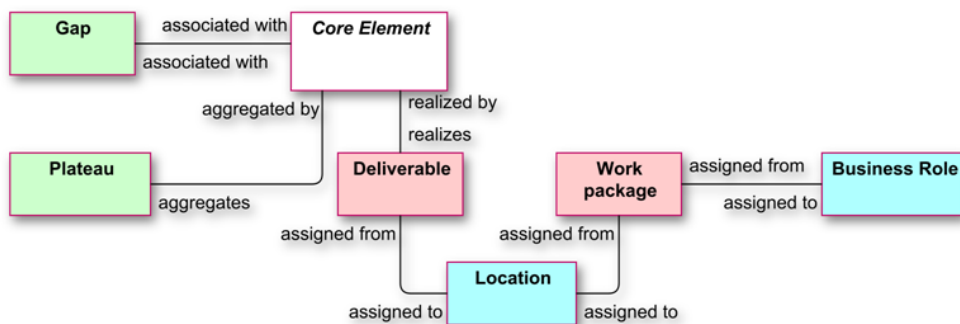 Gap
associated with
Core Element
associated with
aggregated by
realized by
realizes
Plateau
aggregates
Deliverable
Work
package
assigned from
Business Role
assigned to
assigned from
assigned from
Location
assigned to
assigned to